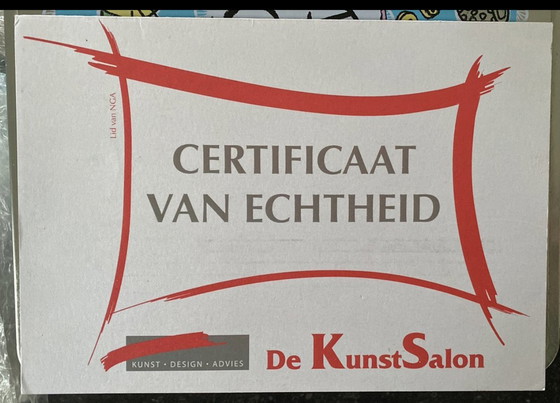 Lid van NGA
CERTIFICAAT
VAN ECHTHEID
KUNST • DESIGN • ADVIES
De KunstSalon